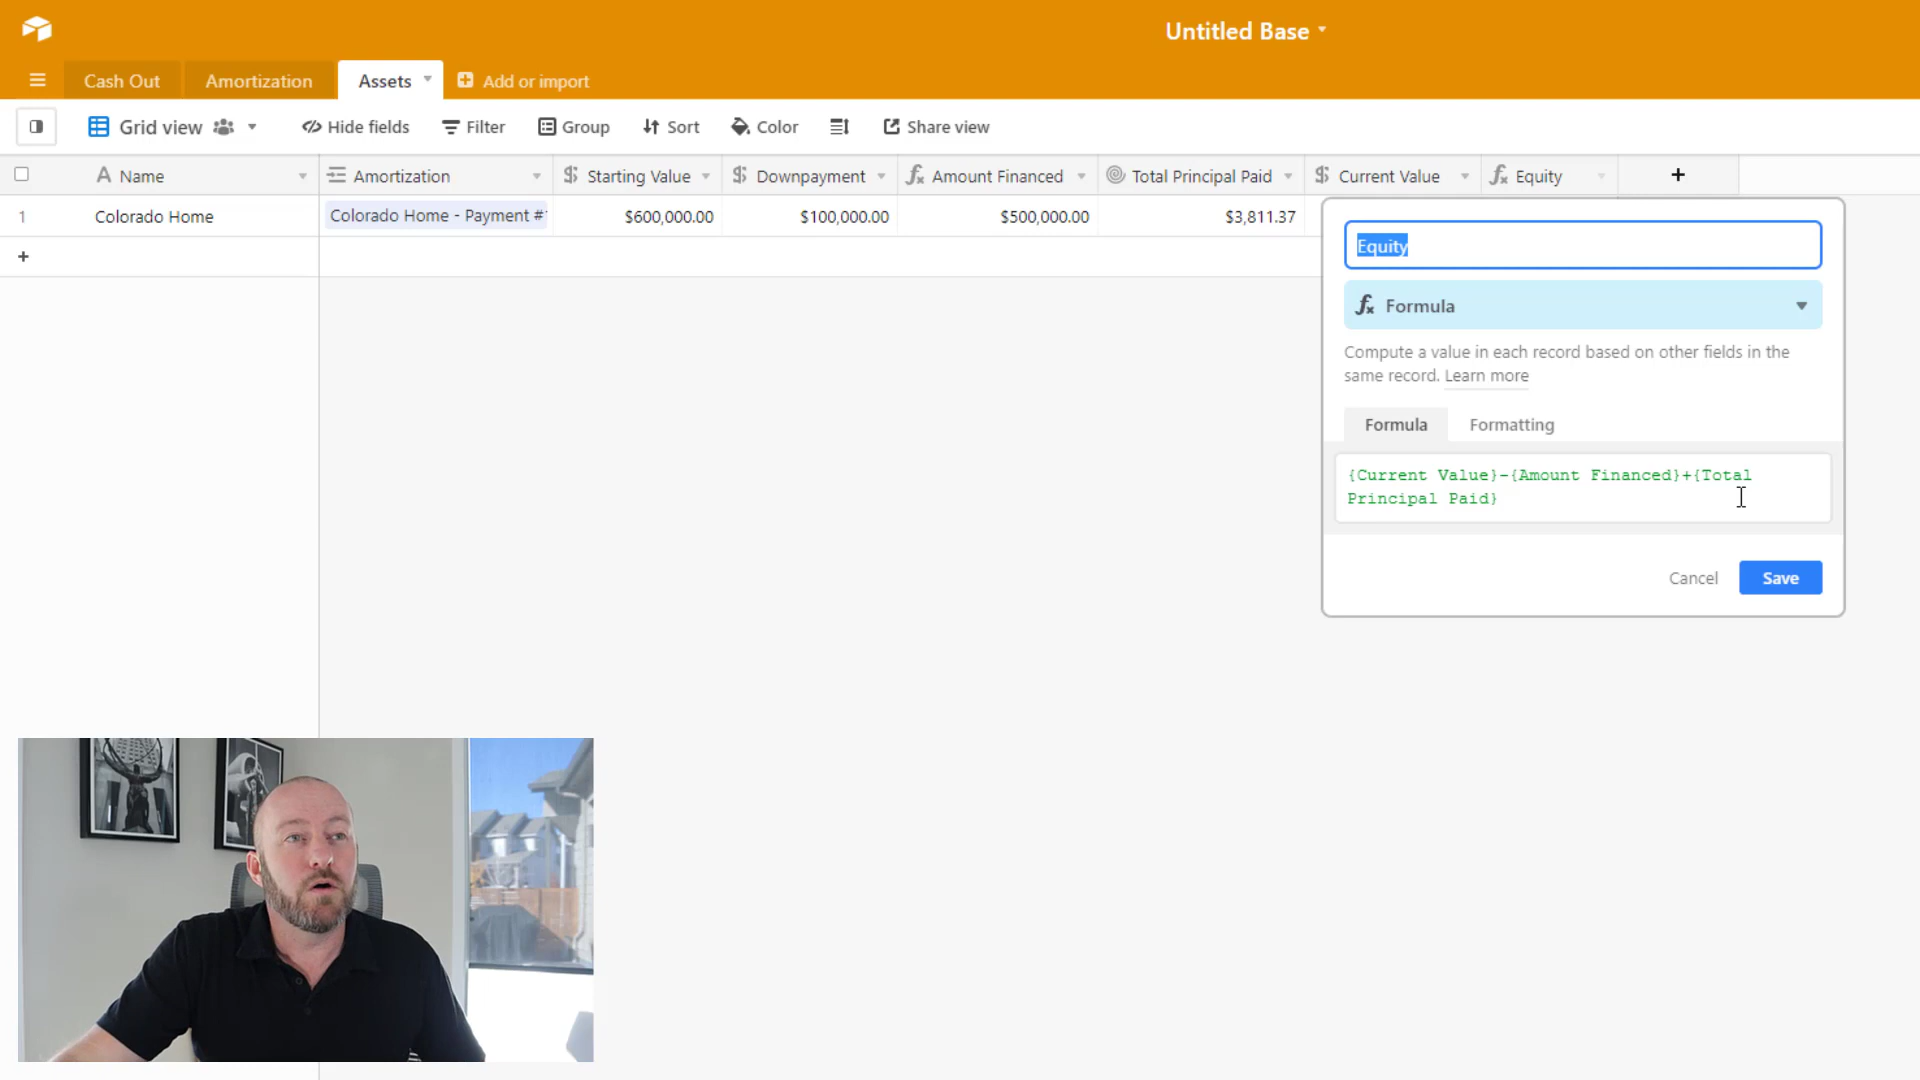 Untitled Base
Cash Out
Amortization
Assets
Add or import
Grid view
Hide fields
Filter
Group
Sort
Color
Share view
Name
Amortization
Starting Value
Downpayment
Amount Financed
Total Principal Paid
Current Value
Equity
1
Colorado Home
Colorado Home - Payment #
$600,000.00
$100,000.00
$500,000.00
$3,811.37
Equity
Formula
Compute a value in each record based on other fields in the
same record. Learn more
Formula
Formatting
{Current Value}-{Amount Financed}+{Total
Principal Paid}
Cancel
Save